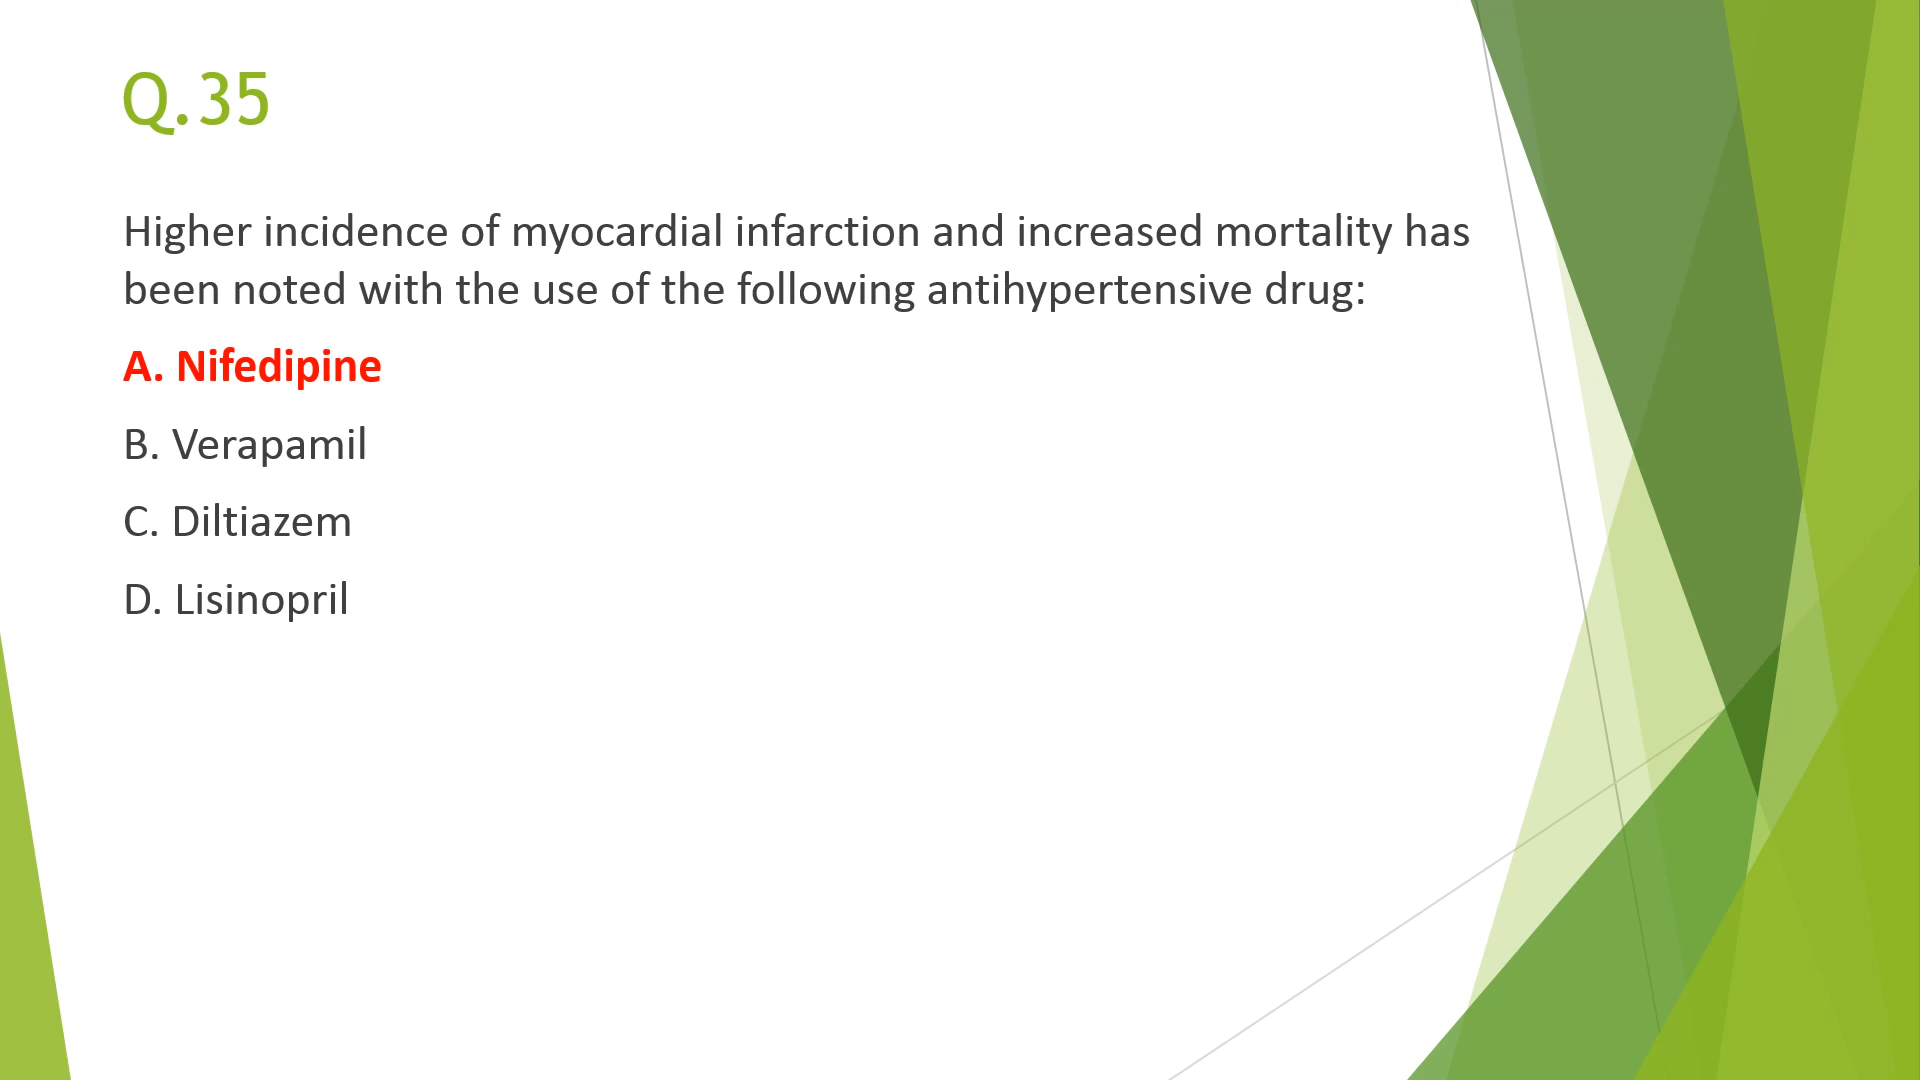 Q.35
Higher incidence of myocardial infarction and increased mortality has
been noted with the use of the following antihypertensive drug:
A. Nifedipine
B. Verapamil
C. Diltiazem
D. Lisinopril